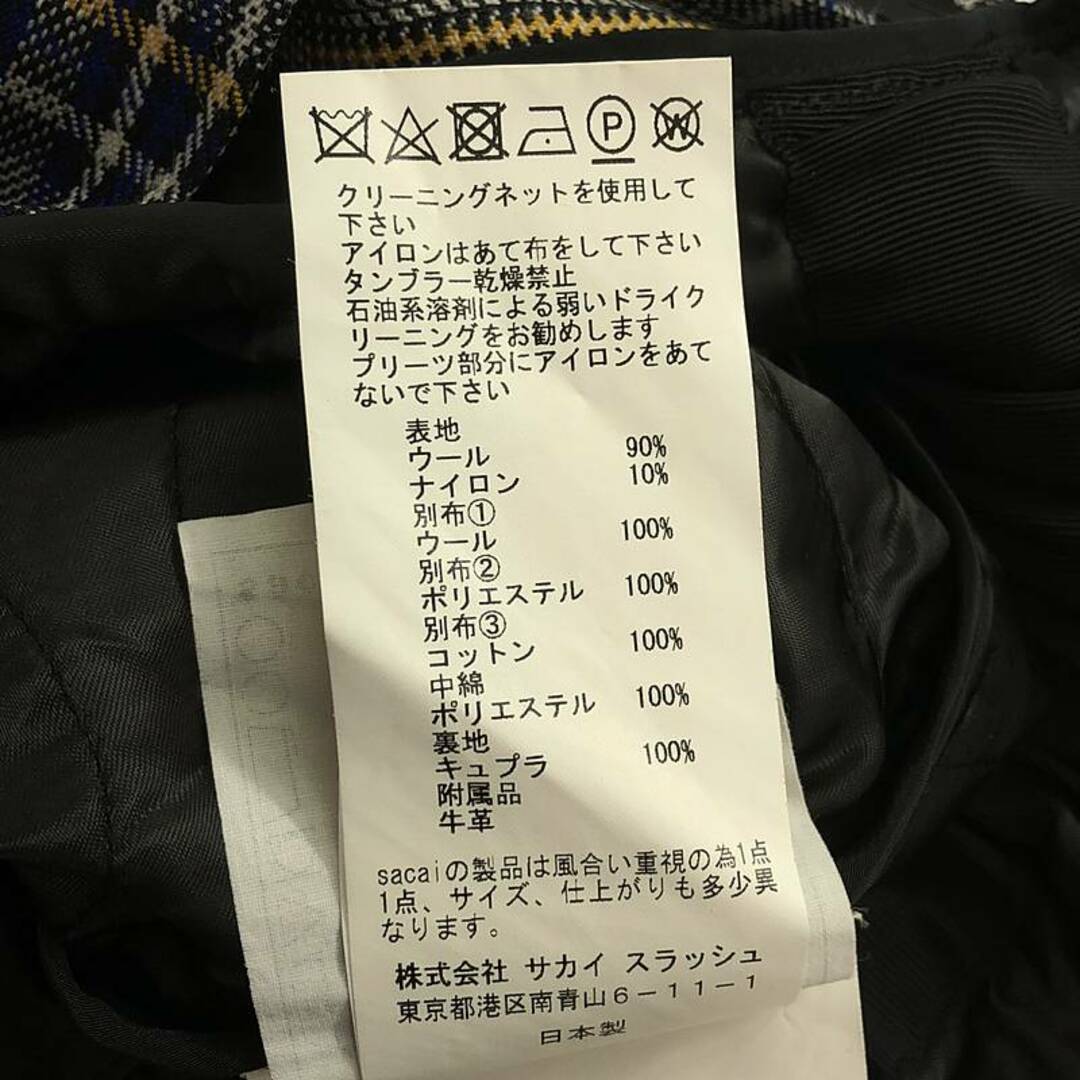 P
W
クリーニングネットを使用して
下さい
アイロンはあて布をして下さい
タンブラー乾燥禁止
石油系溶剤による弱いドライク
リーニングをお勧めします
プリーツ部分にアイロンをあて
ないで下さい
表地
ウール 90%
ナイロン 10%
別布①
ウール 100%
別布②
ポリエステル 100%
別布③
コットン 100%
中綿
ポリエステル 100%
裏地
キュプラ 100%
附属品
牛革
sacaiの製品は風合い重視の為1点
1点、サイズ、仕上がりも多少異
なります。
株式会社 サカイ スラッシュ
東京都港区南青山6-11-1
日本製